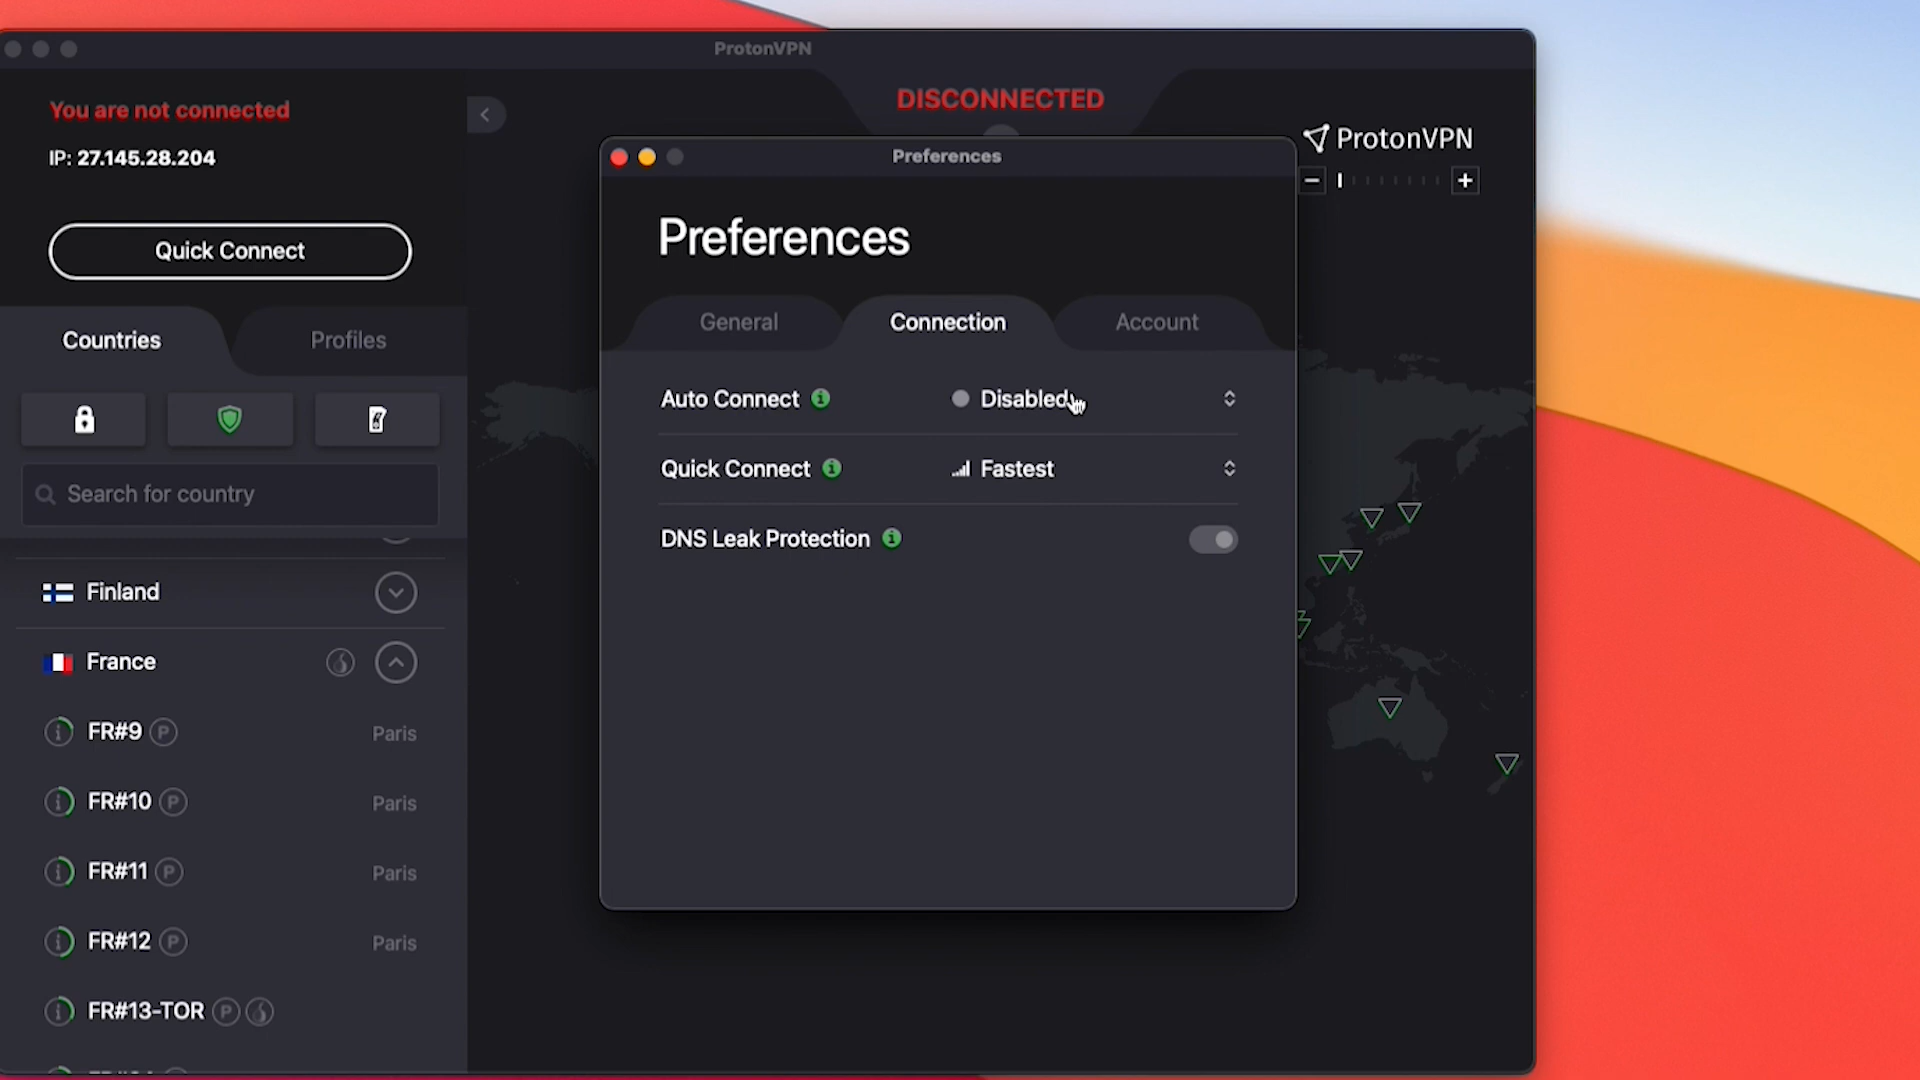 ProtonVPN
You are not connected
IP: 27.145.28.204
Quick Connect
Countries
Profiles
Search for country
Finland
France
FR#9 P Paris
FR#10 P Paris
FR#11 P Paris
FR#12 P Paris
FR#13-TOR P
DISCONNECTED
ProtonVPN
Preferences
Preferences
General
Connection
Account
Auto Connect Disabled
Quick Connect Fastest
DNS Leak Protection